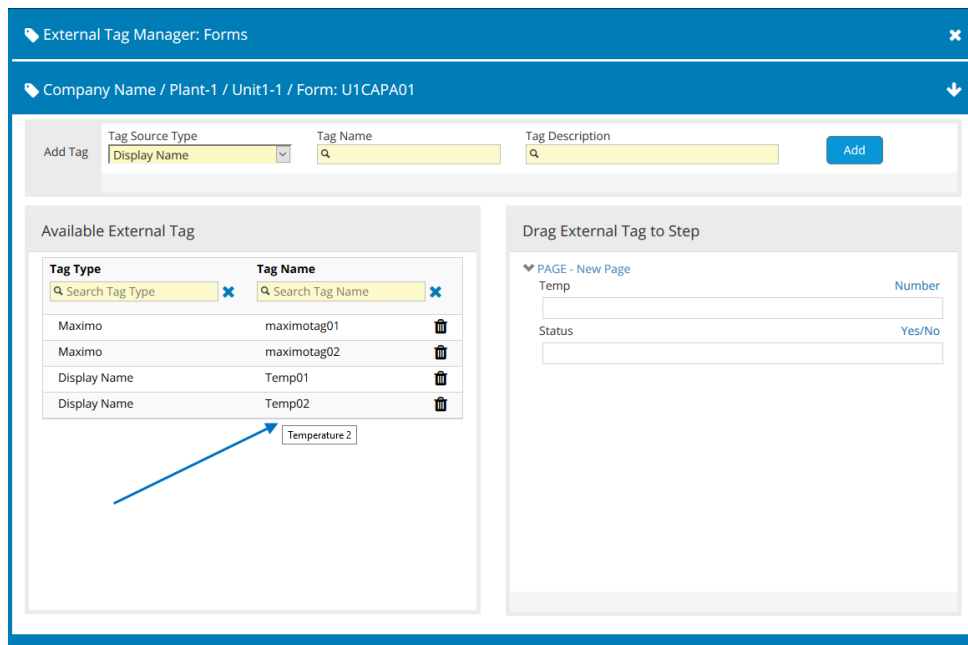 External Tag Manager: Forms
Company Name / Plant-1 / Unit1-1 / Form: U1CAPA01
Add Tag
Tag Source Type
Display Name
Tag Name
Tag Description
Add
Available External Tag
Tag Type
Tag Name
Search Tag Type
Search Tag Name
Maximo maximotag01
Maximo maximotag02
Display Name Temp01
Display Name Temp02
Temperature 2
Drag External Tag to Step
PAGE - New Page
Temp Number
Status Yes/No